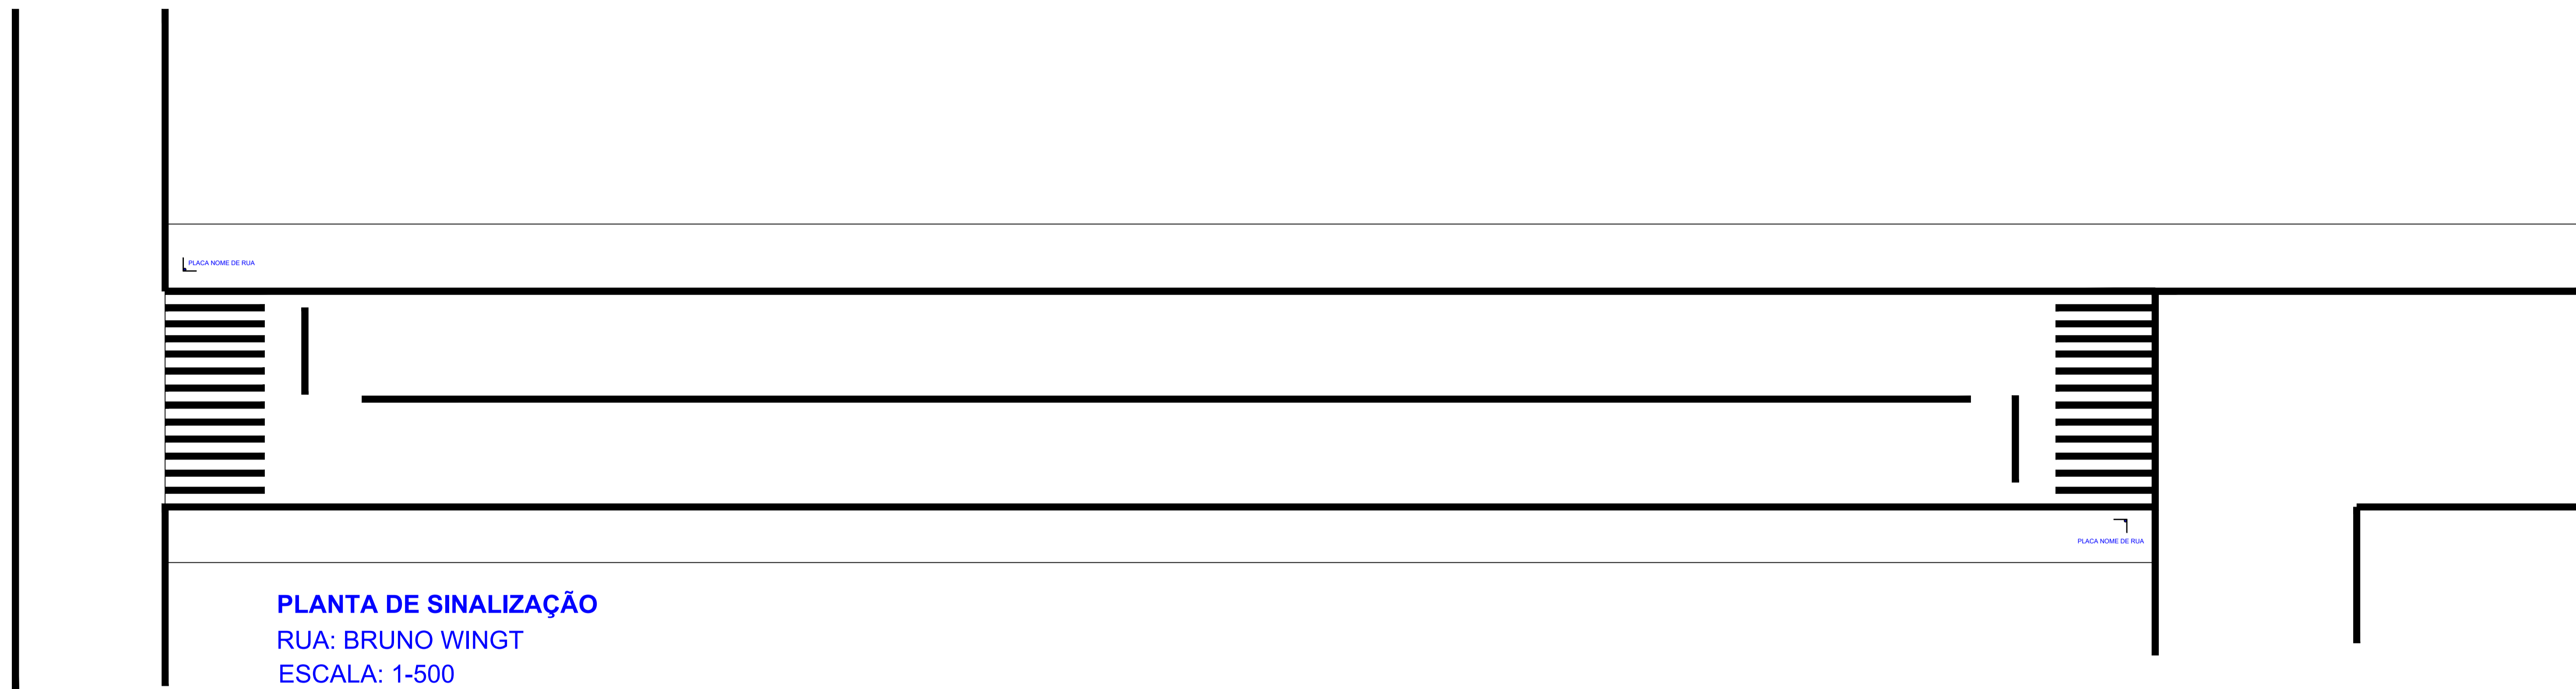 PLACA NOME DE RUA
PLACA NOME DE RUA
PLANTA DE SINALIZAÇÃO
RUA: BRUNO WINGT
ESCALA: 1-500